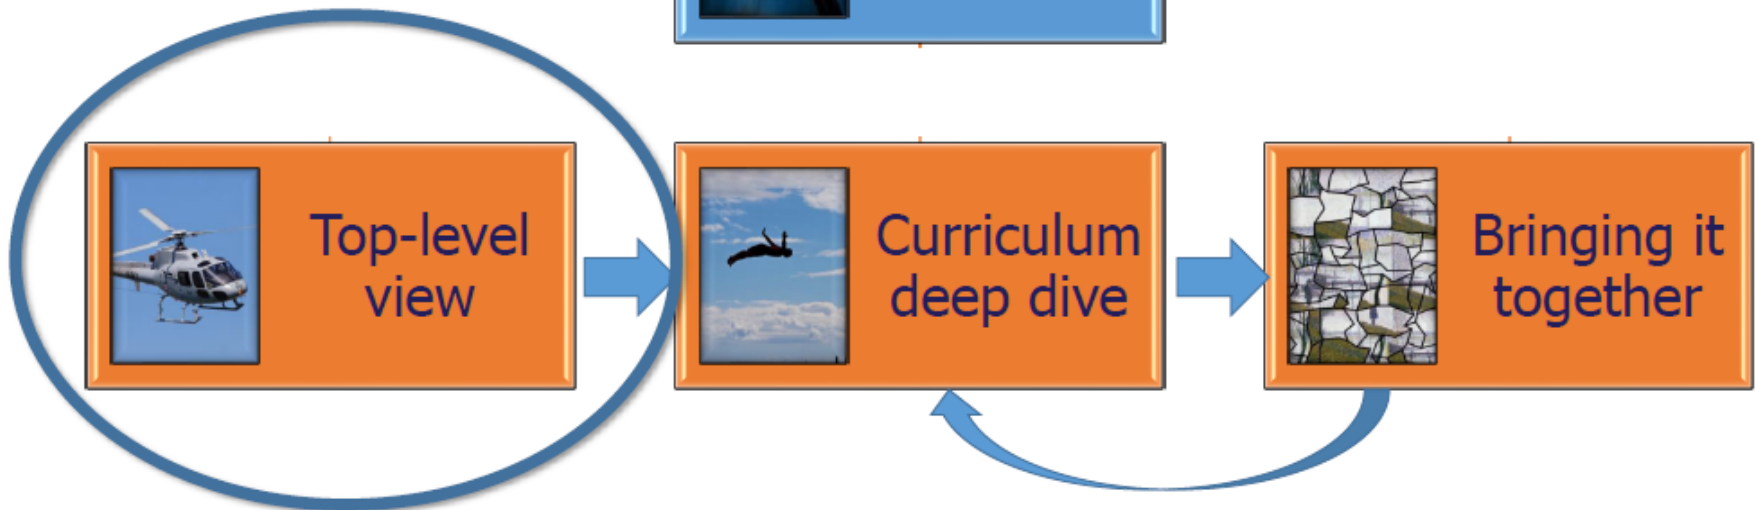 Top-level
view
Curriculum
deep dive
Bringing it
together